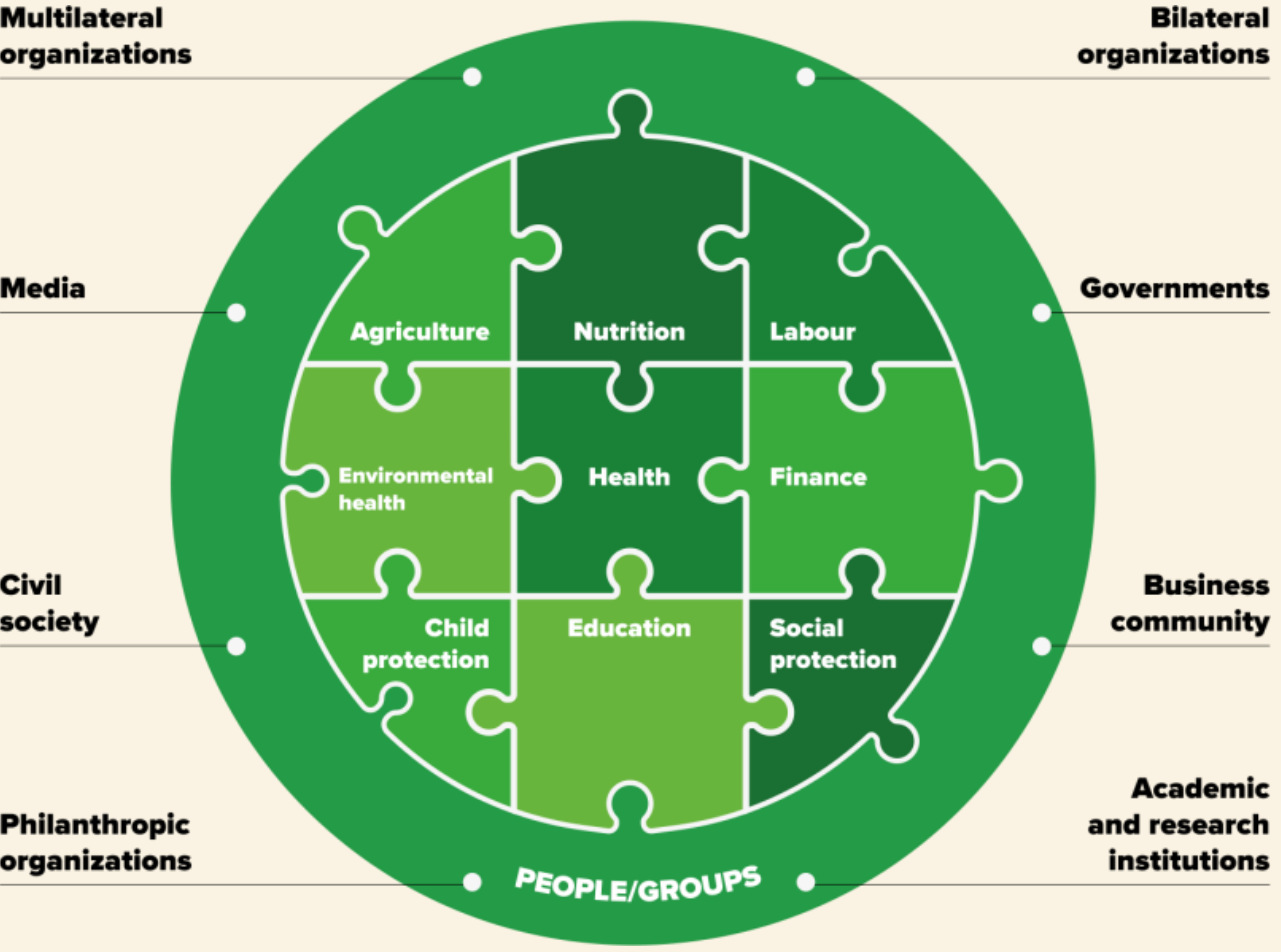 Multilateral
organizations
Bilateral
organizations
Media
Governments
Agriculture
Nutrition
Labour
Environmental
health
Health
Finance
Civil
society
Business
community
Child
protection
Education
Social
protection
Philanthropic
organizations
PEOPLE/GROUPS
Academic
and research
institutions